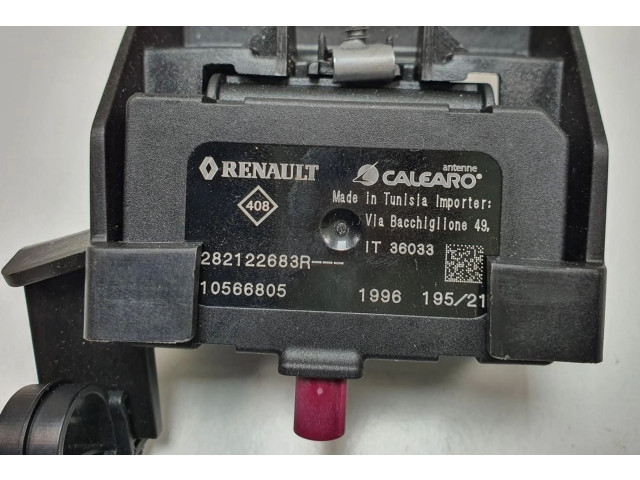 RENAULT
antenne
CALEARO®
408
Made in Tunisia Importer:
Via Bacchiglione 49,
IT 36033
282122683R---
10566805
1996 195/21